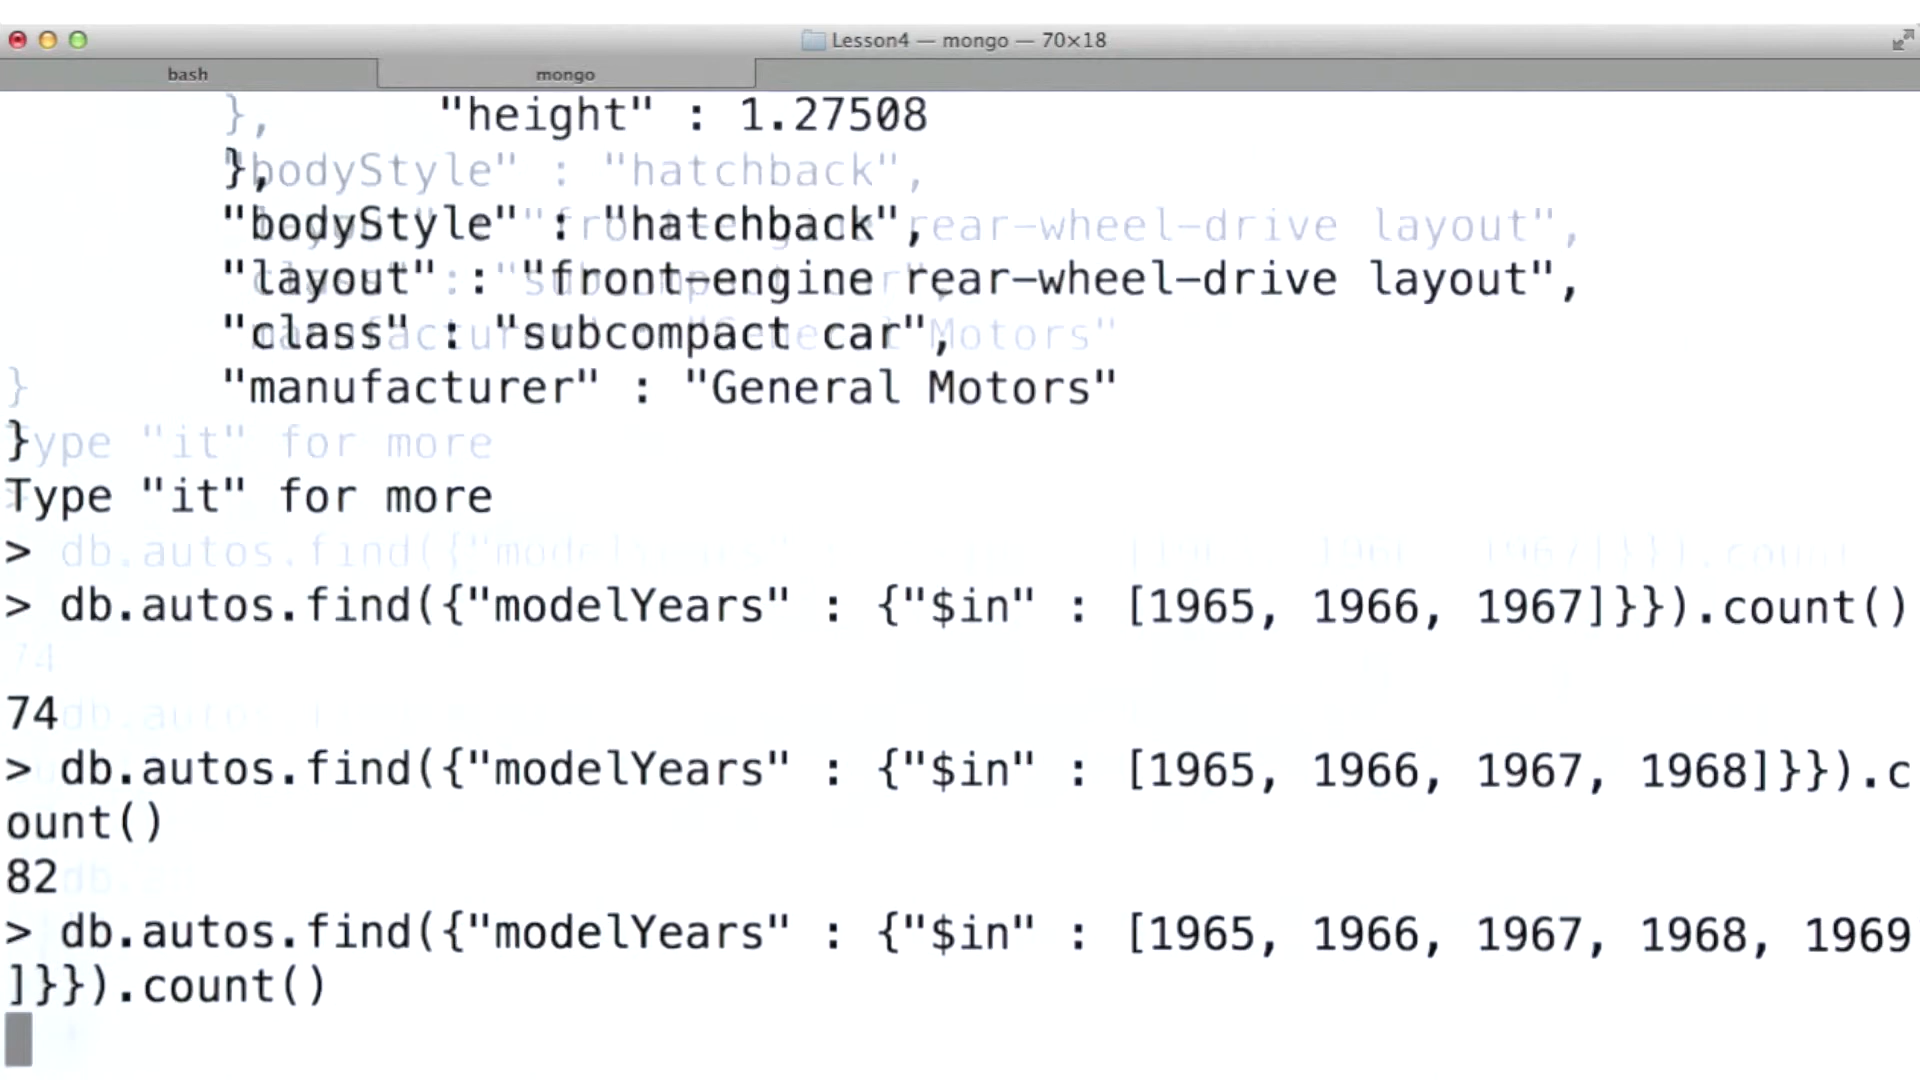 Lesson4 — mongo — 70×18
bash
mongo
}, "height" : 1.27508
},
"bodyStyle" : "hatchback",
"layout" : "front-engine rear-wheel-drive layout",
"class" : "subcompact car",
"manufacturer" : "General Motors"
}
Type "it" for more
>
> db.autos.find({"modelYears" : {"$in" : [1965, 1966, 1967]}}).count()
74
> db.autos.find({"modelYears" : {"$in" : [1965, 1966, 1967, 1968]}}).c
ount()
82
> db.autos.find({"modelYears" : {"$in" : [1965, 1966, 1967, 1968, 1969
]}}).count()